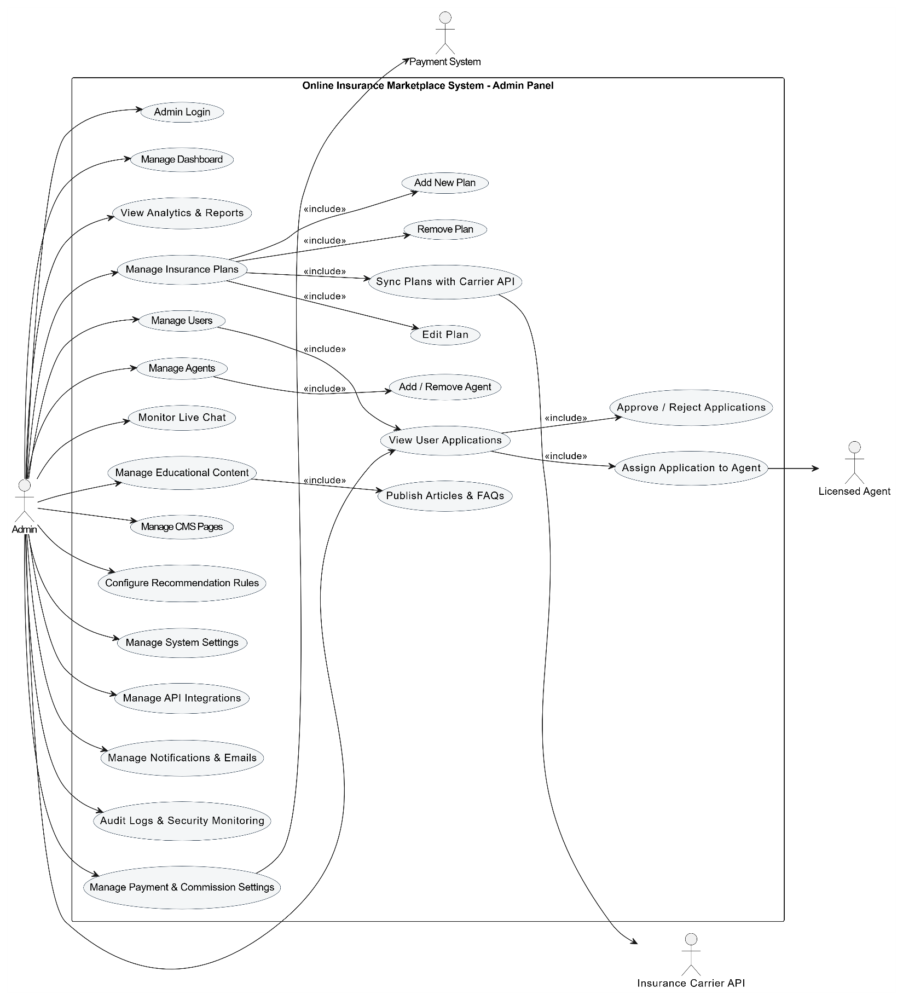 Payment System
Online Insurance Marketplace System - Admin Panel
Admin Login
Manage Dashboard
Add New Plan
«include»
View Analytics & Reports
Remove Plan
«include»
Manage Insurance Plans
«include»
Sync Plans with Carrier API
«include»
Manage Users
Edit Plan
«include»
Manage Agents
Add / Remove Agent
«include»
Approve / Reject Applications
Monitor Live Chat
«include»
View User Applications
«include»
Assign Application to Agent
Manage Educational Content
«include»
Licensed Agent
Publish Articles & FAQs
Manage CMS Pages
Admin
Configure Recommendation Rules
Manage System Settings
Manage API Integrations
Manage Notifications & Emails
Audit Logs & Security Monitoring
Manage Payment & Commission Settings
Insurance Carrier API